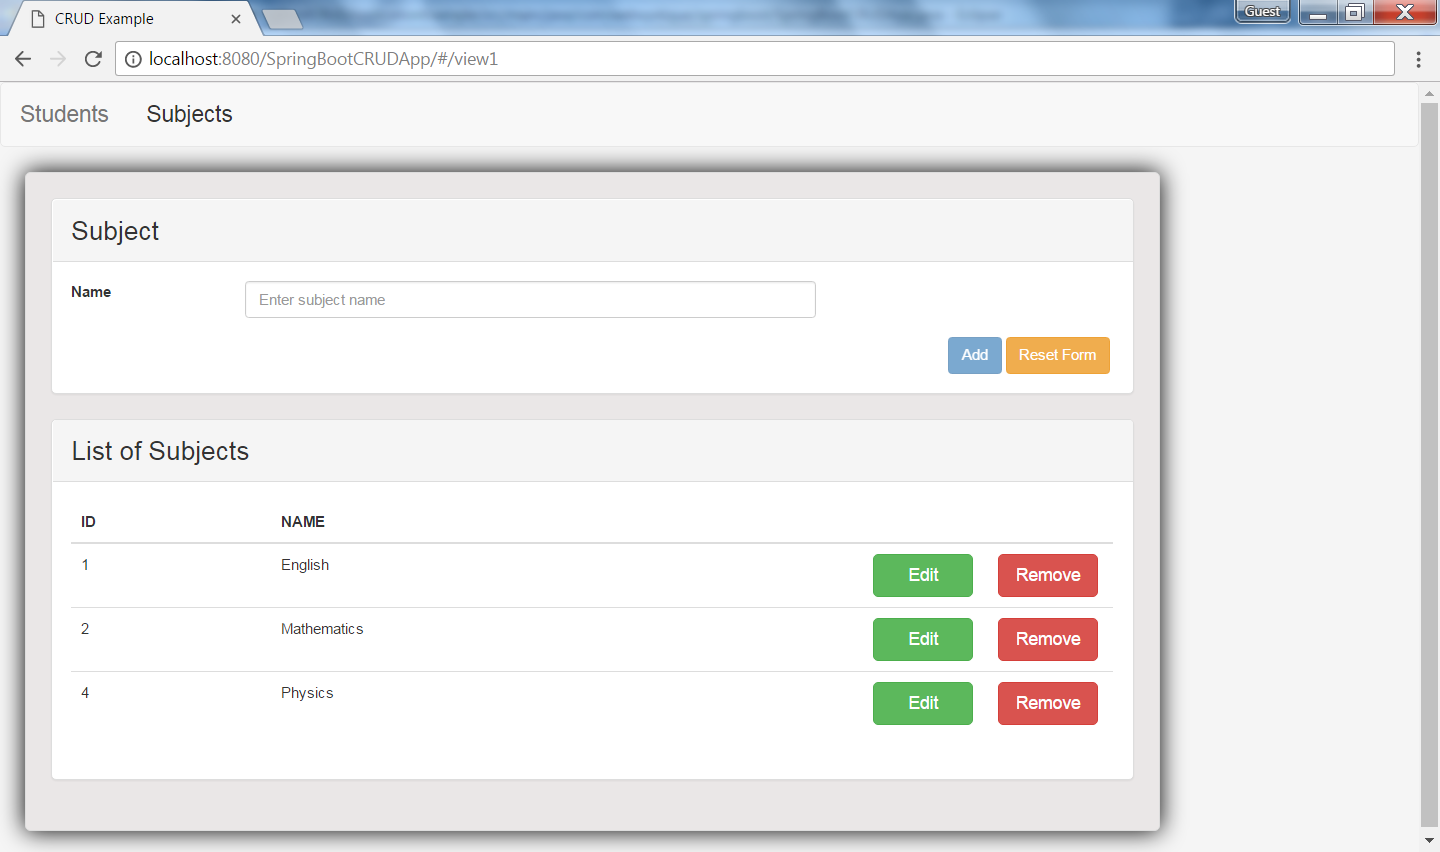 CRUD Example
Guest
localhost:8080/SpringBootCRUDApp/#/view1
Students Subjects
Subject
Name Enter subject name
Add Reset Form
List of Subjects
ID NAME
1 English Edit Remove
2 Mathematics Edit Remove
4 Physics Edit Remove